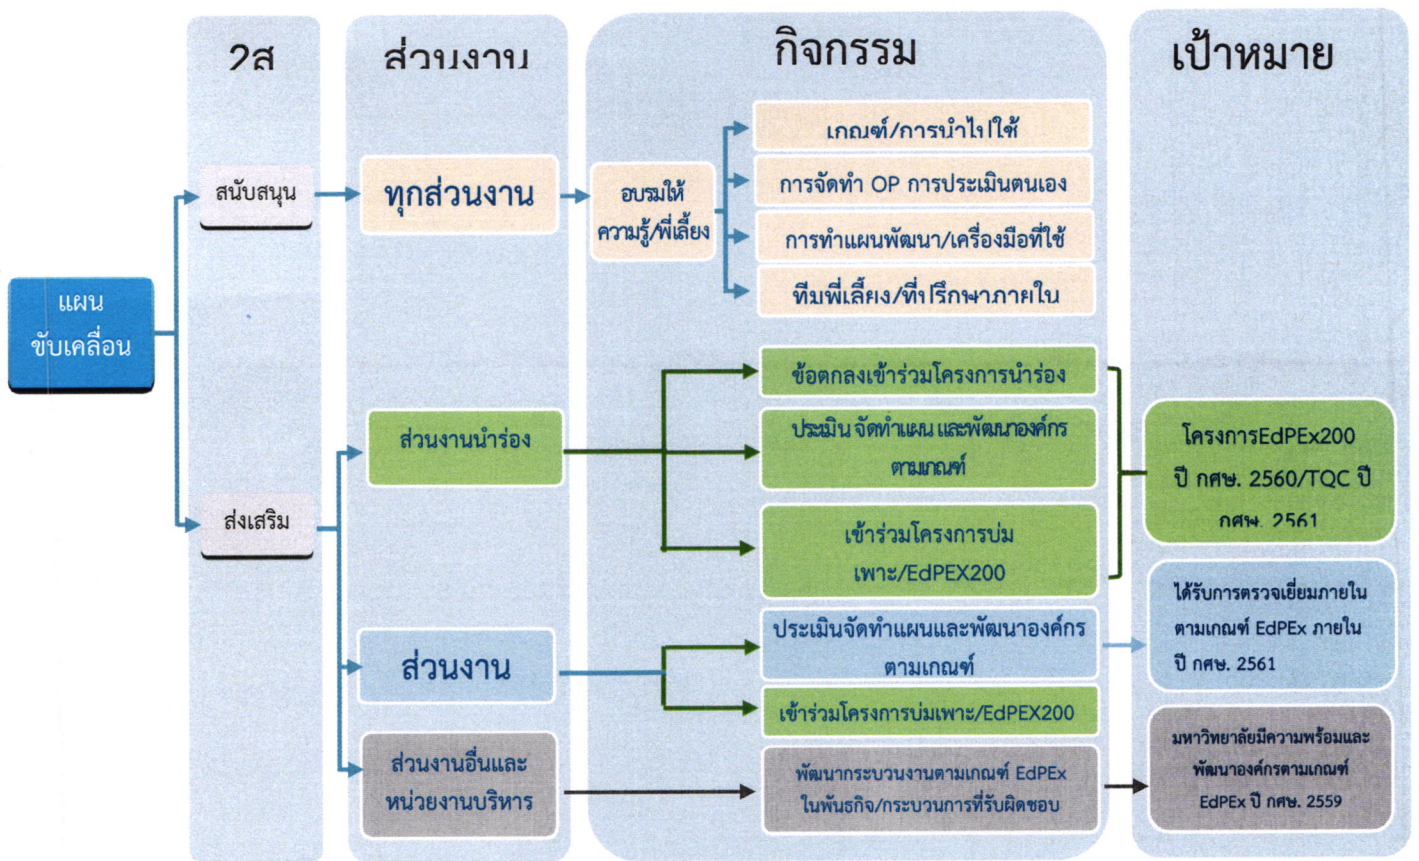 2ส
ส่วนงาน
กิจกรรม
เป้าหมาย
แผน
ขับเคลื่อน
สนับสนุน
ทุกส่วนงาน
อบรมให้
ความรู้/พี่เลี้ยง
เกณฑ์/การนำไปใช้
การจัดทำ OP การประเมินตนเอง
การทำแผนพัฒนา/เครื่องมือที่ใช้
ทีมพี่เลี้ยง/ที่ปรึกษาภายใน
ส่งเสริม
ส่วนงานนำร่อง
ข้อตกลงเข้าร่วมโครงการนำร่อง
ประเมิน จัดทำแผน และพัฒนาองค์กร
ตามเกณฑ์
เข้าร่วมโครงการบ่ม
เพาะ/EdPEX200
โครงการEdPEx200
ปี กศษ. 2560/TQC ปี
กศษ. 2561
ส่วนงาน
ประเมินจัดทำแผนและพัฒนาองค์กร
ตามเกณฑ์
เข้าร่วมโครงการบ่มเพาะ/EdPEX200
ได้รับการตรวจเยี่ยมภายใน
ตามเกณฑ์ EdPEx ภายใน
ปี กศษ. 2561
ส่วนงานอื่นและ
หน่วยงานบริหาร
พัฒนากระบวนงานตามเกณฑ์ EdPEx
ในพันธกิจ/กระบวนการที่รับผิดชอบ
มหาวิทยาลัยมีความพร้อมและ
พัฒนาองค์กรตามเกณฑ์
EdPEx ปี กศษ. 2559